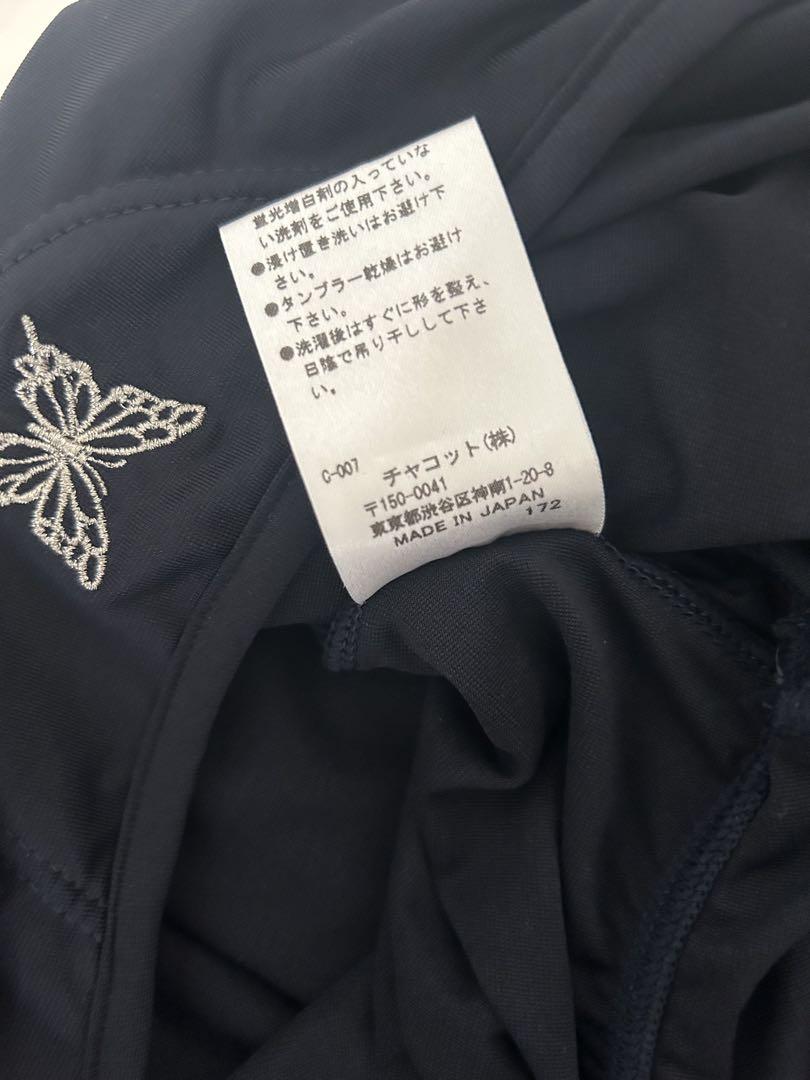 蛍光増白剤の入っていな
い洗剤をご使用下さい。
●浸け置き洗いはお避け下
さい。
●タンブラー乾燥はお避け
下さい。
●洗濯後はすぐに形を整え、
日陰で吊り干しして下さ
い。
C-007 チャコット(株)
〒150-0041
東京都渋谷区神南1-20-8
MADE IN JAPAN 172